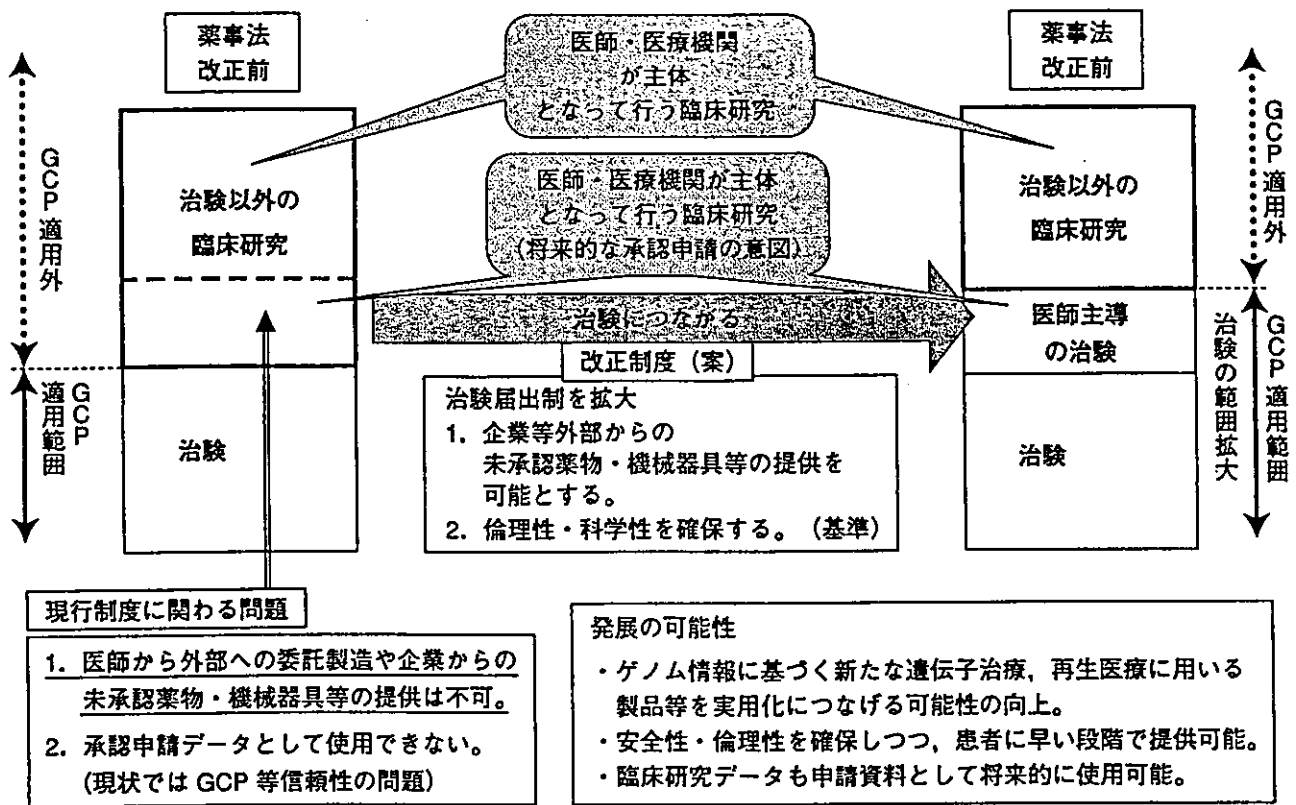 薬事法
改正前
医師・医療機関
が主体
となって行う臨床研究
薬事法
改正前
GCP適用外
治験以外の
臨床研究
医師・医療機関が主体
となって行う臨床研究
(将来的な承認申請の意図)
治験以外の
臨床研究
GCP適用外
治験につながる
医師主導
の治験
GCP
適用範囲
治験
改正制度（案）
治験届出制を拡大
1. 企業等外部からの
未承認薬物・機械器具等の提供を
可能とする。
2. 倫理性・科学性を確保する。（基準）
治験
GCP適用範囲
治験の範囲拡大
現行制度に関わる問題
1. 医師から外部への委託製造や企業からの
未承認薬物・機械器具等の提供は不可。
2. 承認申請データとして使用できない。
(現状では GCP 等信頼性の問題)
発展の可能性
・ゲノム情報に基づく新たな遺伝子治療，再生医療に用いる
製品等を実用化につなげる可能性の向上。
・安全性・倫理性を確保しつつ，患者に早い段階で提供可能。
・臨床研究データも申請資料として将来的に使用可能。